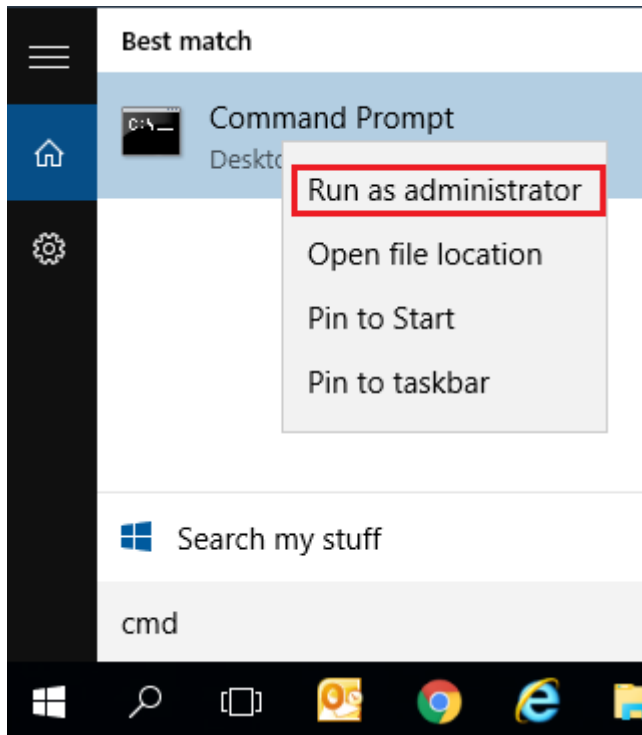 Best match
Command Prompt
Run as administrator
Open file location
Pin to Start
Pin to taskbar
Search my stuff
cmd